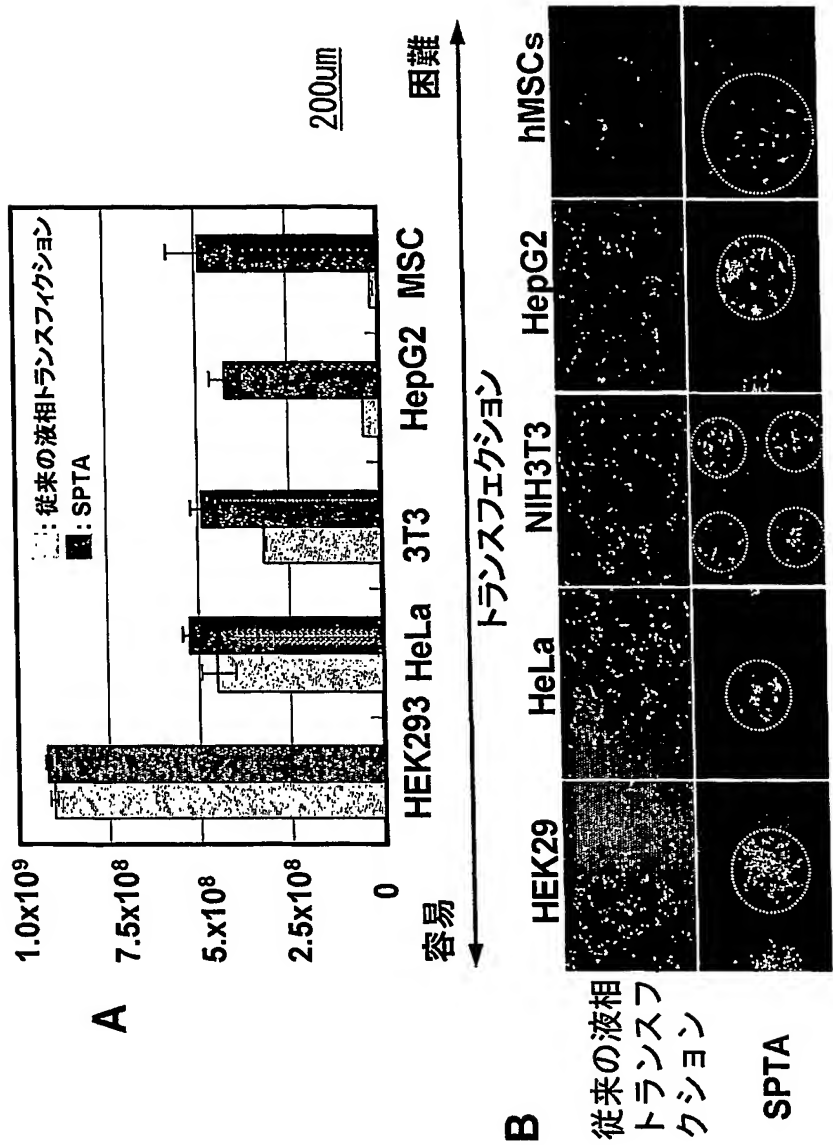 A
1.0x10⁹
7.5x10⁸
5.x10⁸
2.5x10⁸
0
: 従来の液相トランスフィクション
: SPTA
HEK293
HeLa
3T3
HepG2
MSC
200um
容易
トランスフェクション
困難
B
HEK29
HeLa
NIH3T3
HepG2
hMSCs
従来の液相
トランスフ
クション
SPTA